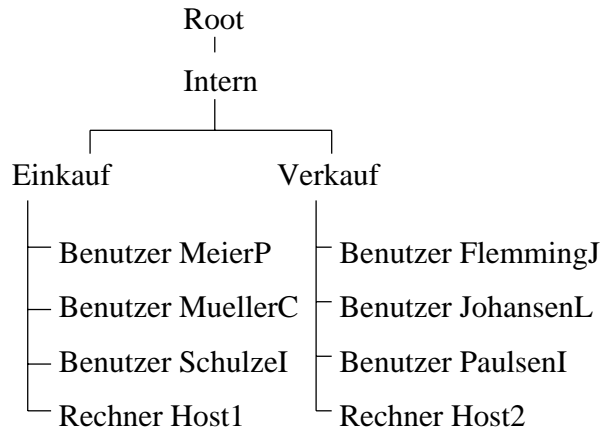 Root
Intern
Einkauf
Benutzer MeierP
Benutzer MuellerC
Benutzer SchulzeI
Rechner Host1
Verkauf
Benutzer FlemmingJ
Benutzer JohansenL
Benutzer PaulsenI
Rechner Host2